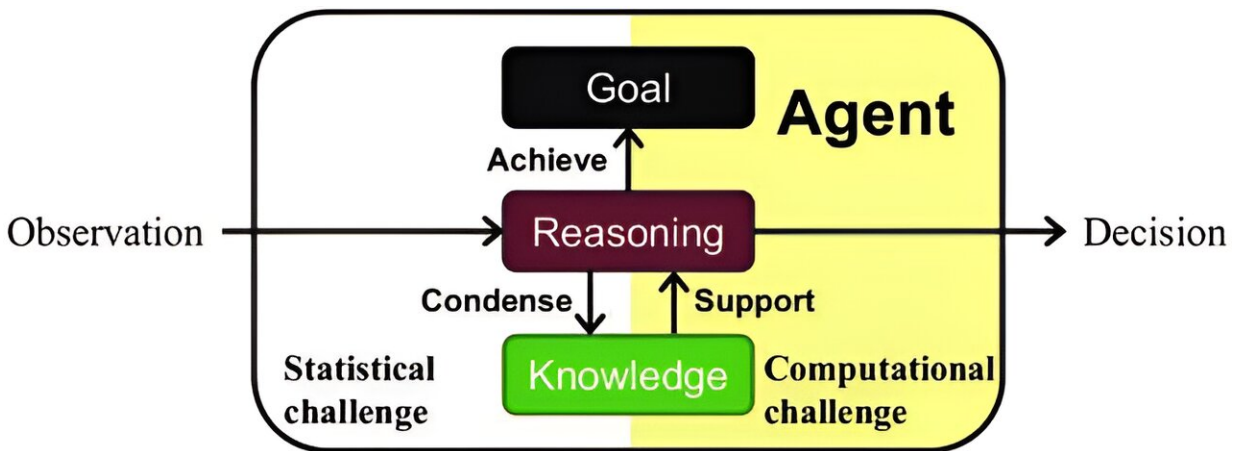 Goal
Agent
Achieve
Observation
Reasoning
Decision
Condense
Support
Statistical
challenge
Knowledge
Computational
challenge